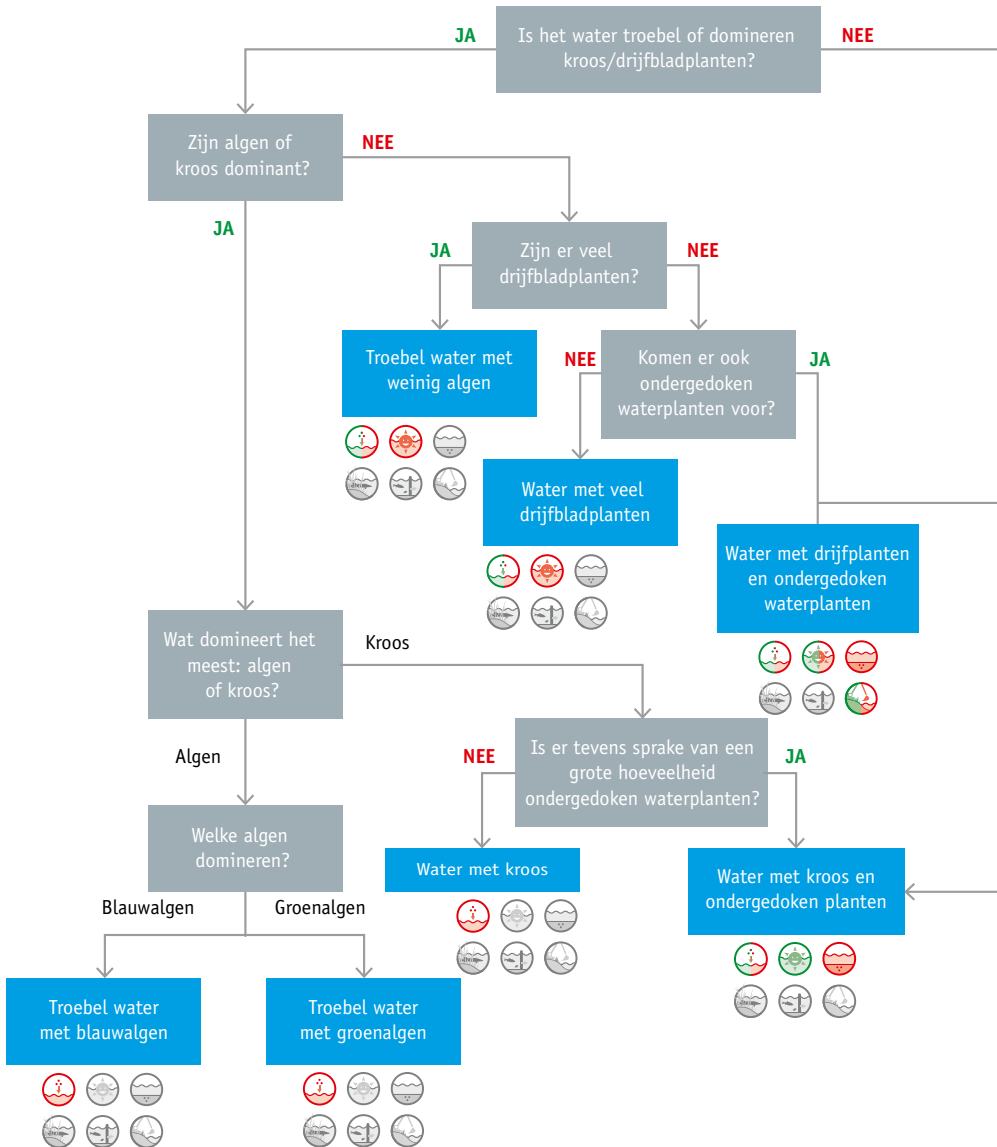 JA
Is het water troebel of domineren
kroos/drijfbladplanten?
NEE
Zijn algen of
kroos dominant?
NEE
JA
JA
Zijn er veel
drijfbladplanten?
NEE
Troebel water met
weinig algen
NEE
Komen er ook
ondergedoken
waterplanten voor?
JA
Water met veel
drijfbladplanten
Water met drijfplanten
en ondergedoken
waterplanten
Wat domineert het
meest: algen
of kroos?
Kroos
Algen
NEE
Is er tevens sprake van een
grote hoeveelheid
ondergedoken waterplanten?
JA
Welke algen
domineren?
Water met kroos
Water met kroos en
ondergedoken planten
Blauwalgen
Groenalgen
Troebel water
met blauwalgen
Troebel water
met groenalgen